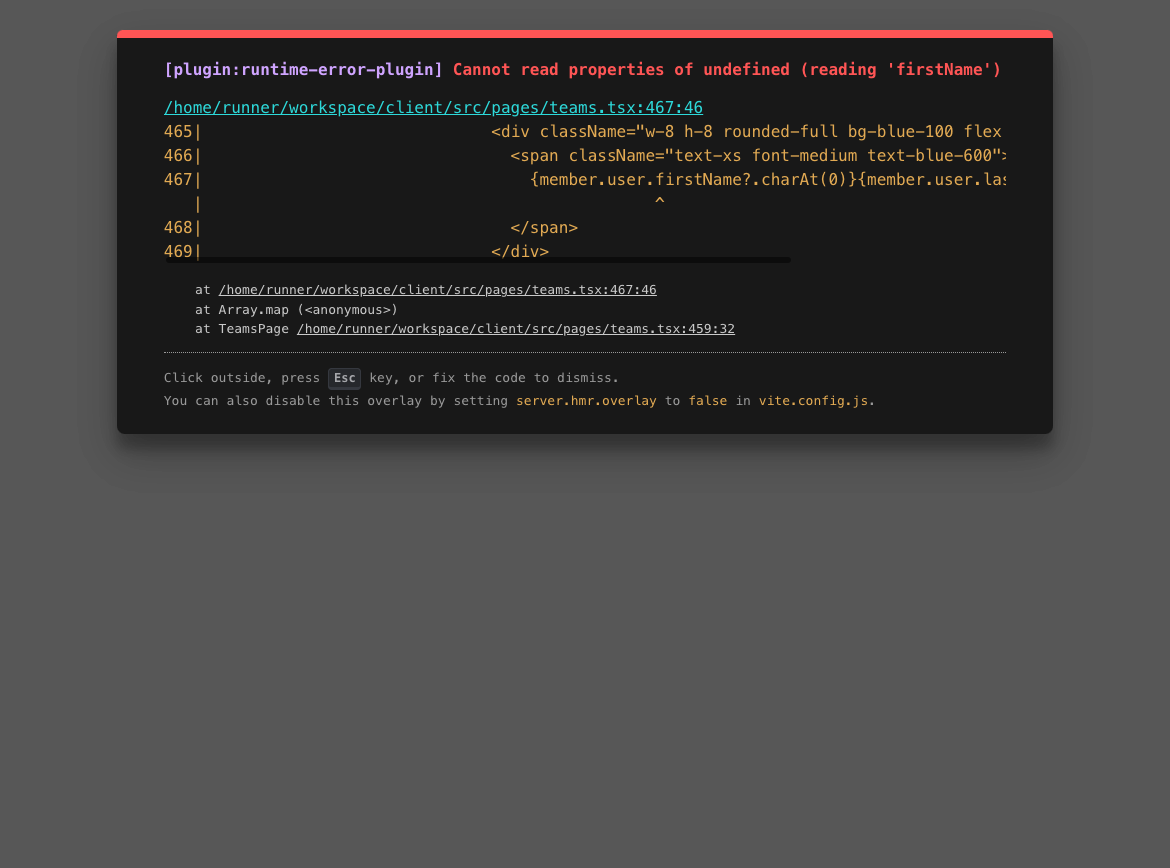 [plugin:runtime-error-plugin] Cannot read properties of undefined (reading 'firstName')
/home/runner/workspace/client/src/pages/teams.tsx:467:46
465|                              <div className="w-8 h-8 rounded-full bg-blue-100 flex
466|                                <span className="text-xs font-medium text-blue-600">
467|                                  {member.user.firstName?.charAt(0)}{member.user.las
   |                                               ^
468|                                </span>
469|                              </div>
at /home/runner/workspace/client/src/pages/teams.tsx:467:46
at Array.map (<anonymous>)
at TeamsPage /home/runner/workspace/client/src/pages/teams.tsx:459:32
Click outside, press Esc key, or fix the code to dismiss.
You can also disable this overlay by setting server.hmr.overlay to false in vite.config.js.